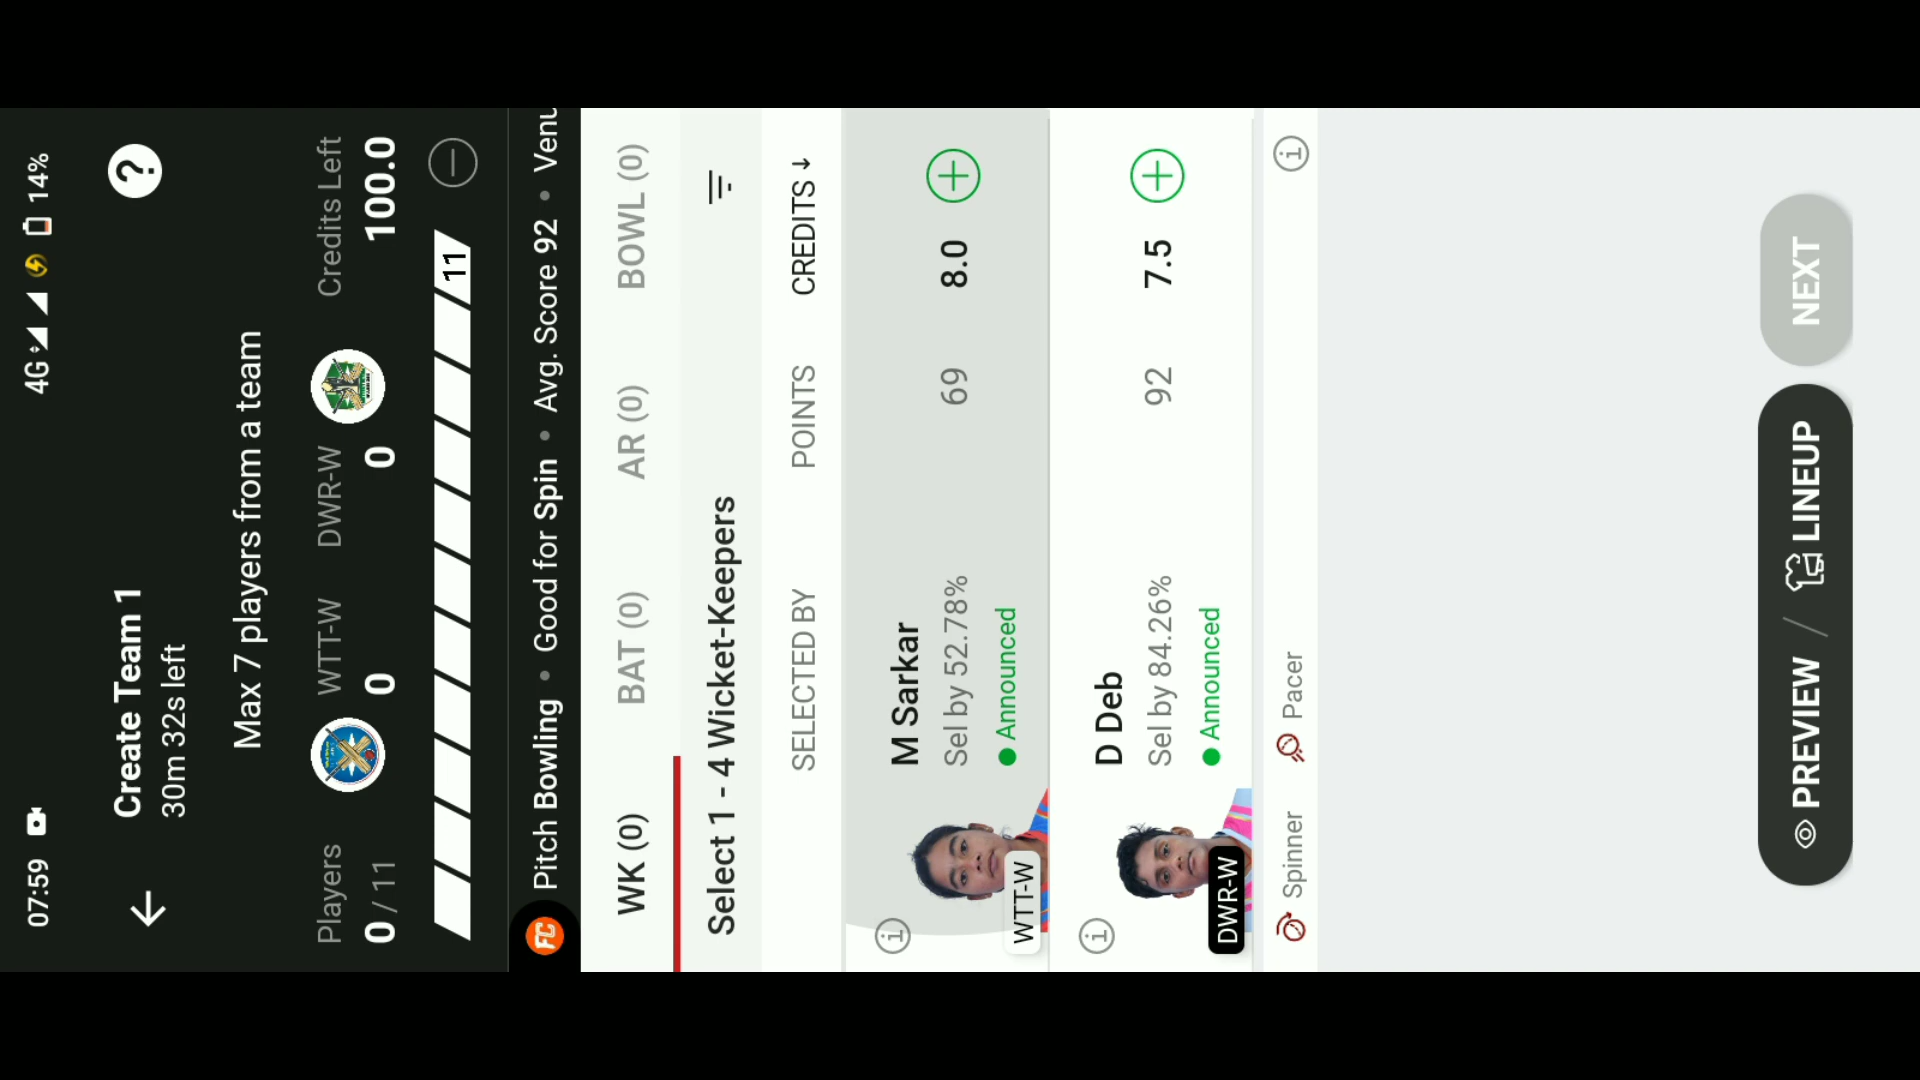 07:59
4G 14%
Create Team 1
30m 32s left
?
Max 7 players from a team
Players WTT-W DWR-W Credits Left
0 / 11 0 0 100.0
11
FC Pitch Bowling • Good for Spin • Avg. Score 92 • Venu
WK (0) BAT (0) AR (0) BOWL (0)
Select 1 - 4 Wicket-Keepers
SELECTED BY POINTS CREDITS ↓
M Sarkar
Sel by 52.78% 69 8.0
Announced
WTT-W
D Deb
Sel by 84.26% 92 7.5
Announced
DWR-W
Spinner Pacer
PREVIEW / LINEUP NEXT